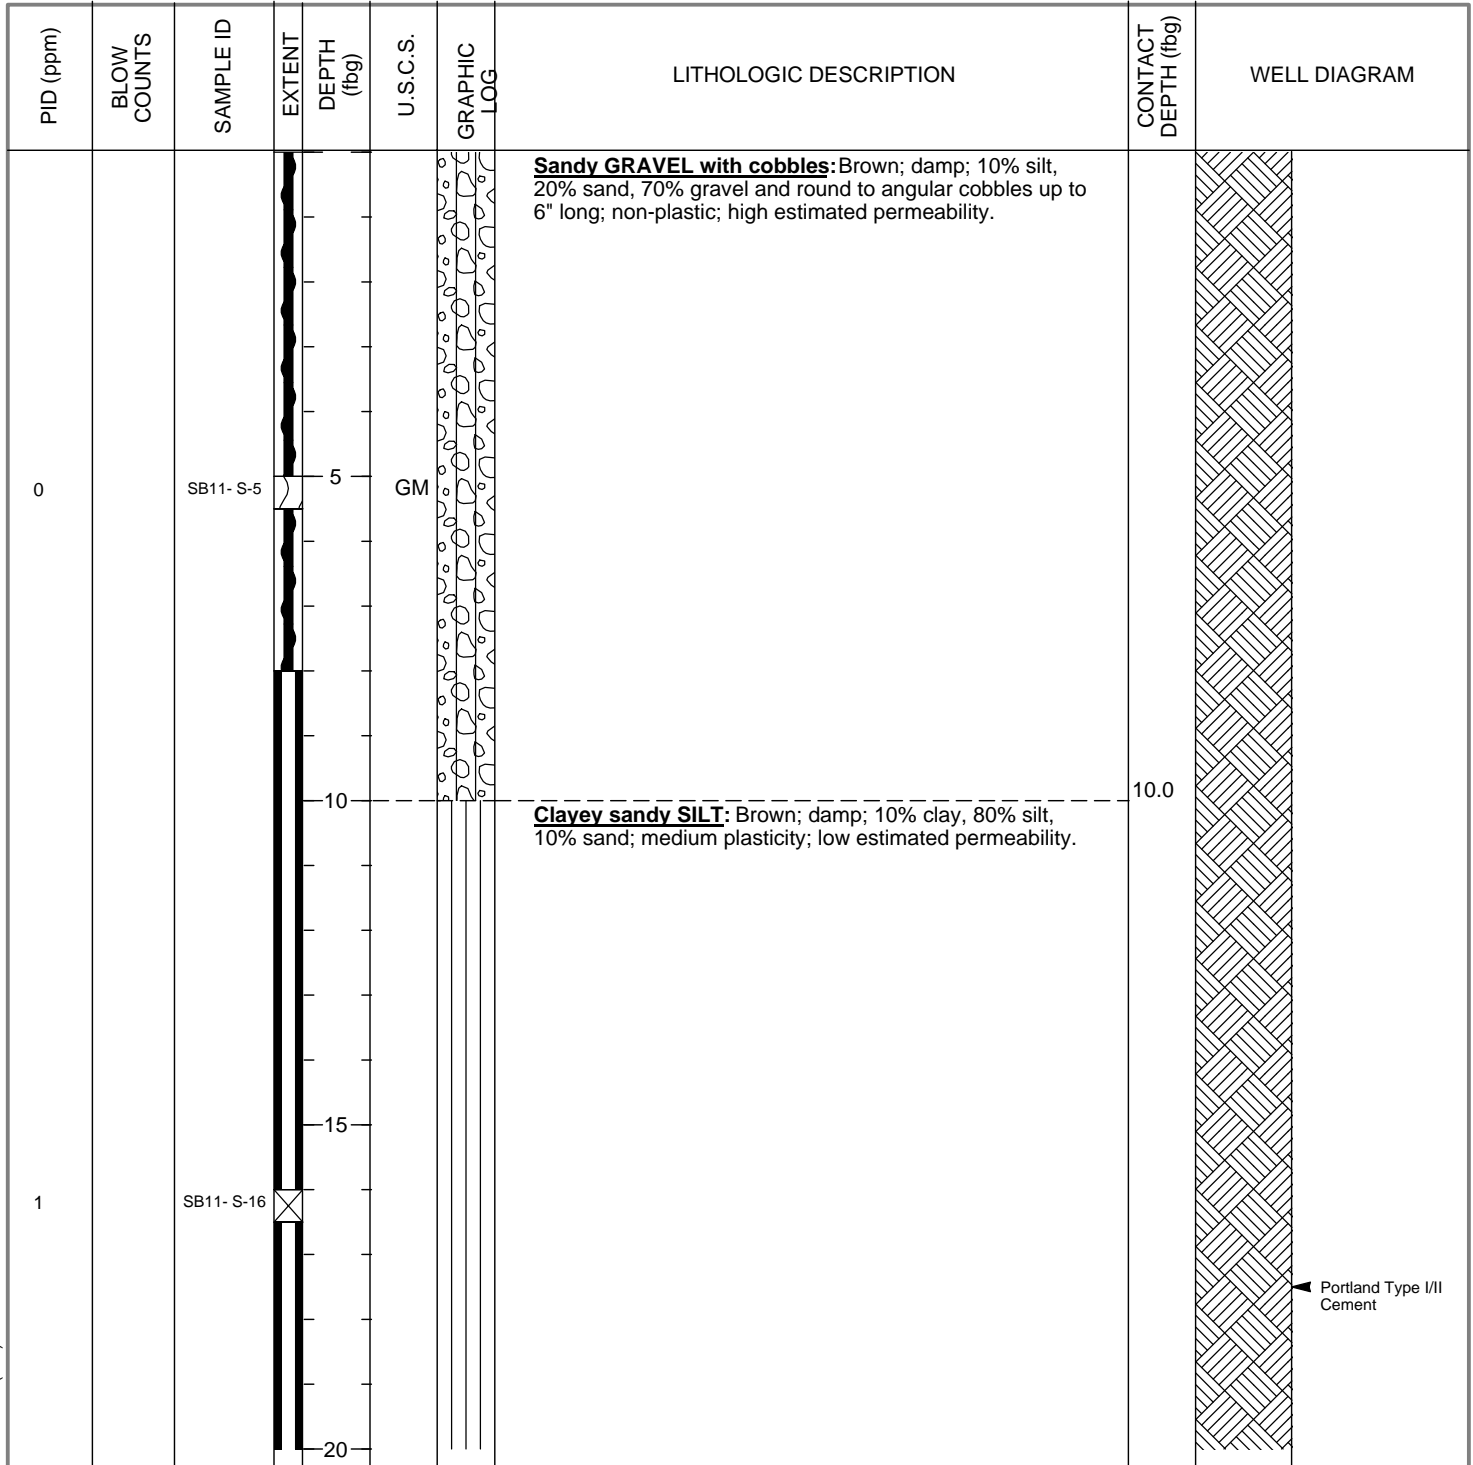 PID (ppm)
BLOW
COUNTS
SAMPLE ID
EXTENT
DEPTH
(fbg)
U.S.C.S.
GRAPHIC
LOG
LITHOLOGIC DESCRIPTION
CONTACT
DEPTH (fbg)
WELL DIAGRAM
Sandy GRAVEL with cobbles: Brown; damp; 10% silt,
20% sand, 70% gravel and round to angular cobbles up to
6" long; non-plastic; high estimated permeability.
0
SB11- S-5
5
GM
10
10.0
Clayey sandy SILT: Brown; damp; 10% clay, 80% silt,
10% sand; medium plasticity; low estimated permeability.
15
1
SB11- S-16
Portland Type I/II
Cement
20